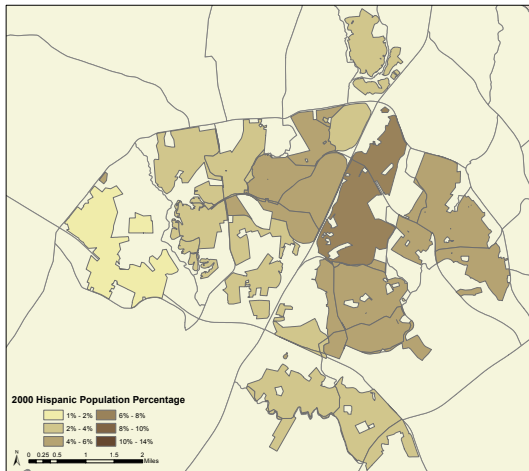 2000 Hispanic Population Percentage
1% - 2% 6% - 8%
2% - 4% 8% - 10%
4% - 6% 10% - 14%
N
0 0.25 0.5 1 1.5 2
Miles